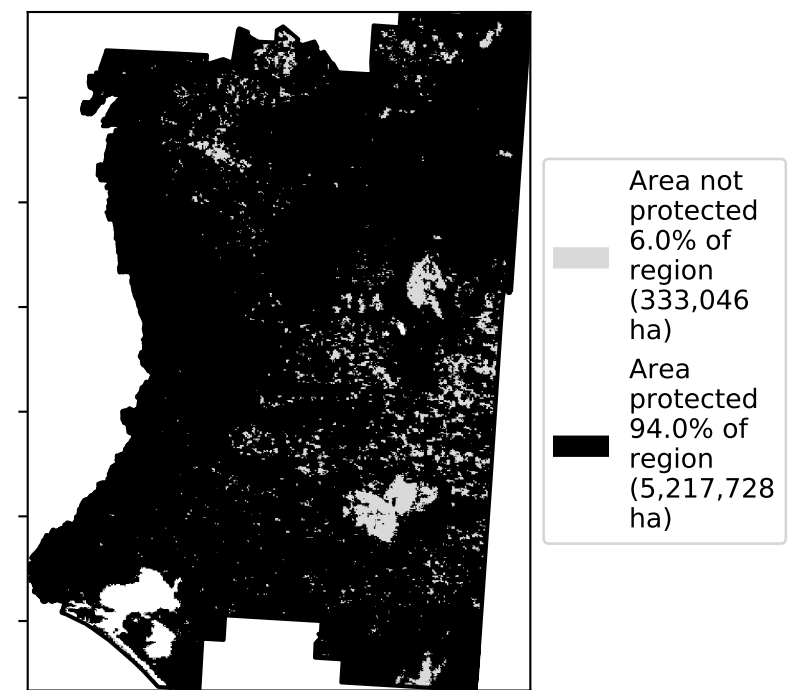 Area not
protected
6.0% of
region
(333,046
ha)
Area
protected
94.0% of
region
(5,217,728
ha)